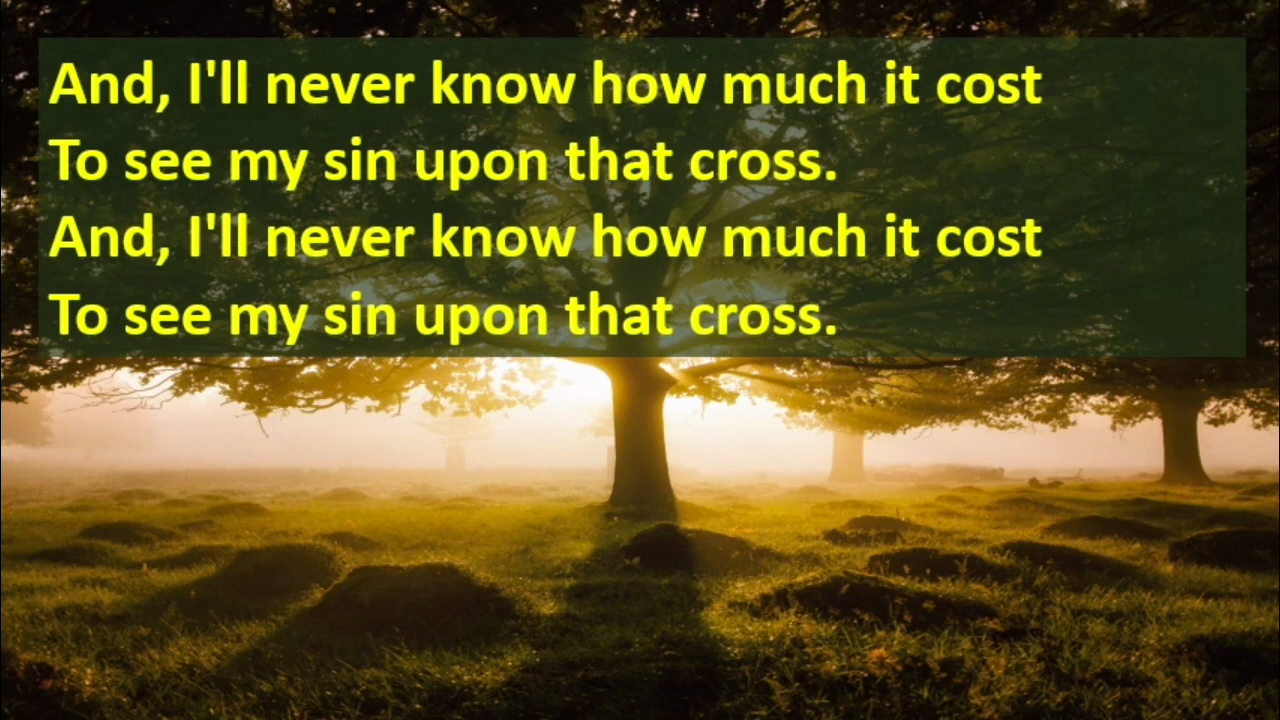 And, I'll never know how much it cost
To see my sin upon that cross.
And, I'll never know how much it cost
To see my sin upon that cross.